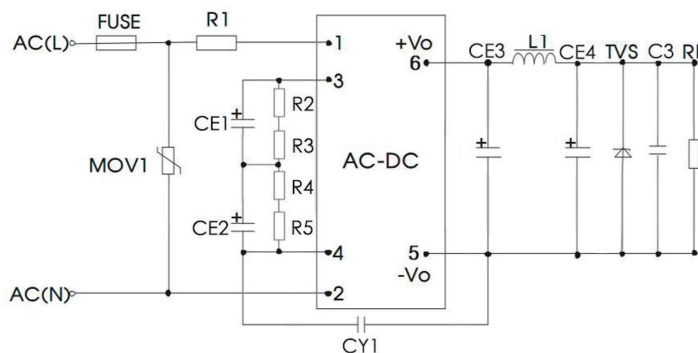 FUSE
R1
AC(L)
1
+Vo
6
CE3
L1
CE4
TVS
C3
3
R2
CE1
R3
MOV1
AC-DC
R4
CE2
R5
4
5
-Vo
AC(N)
2
CY1